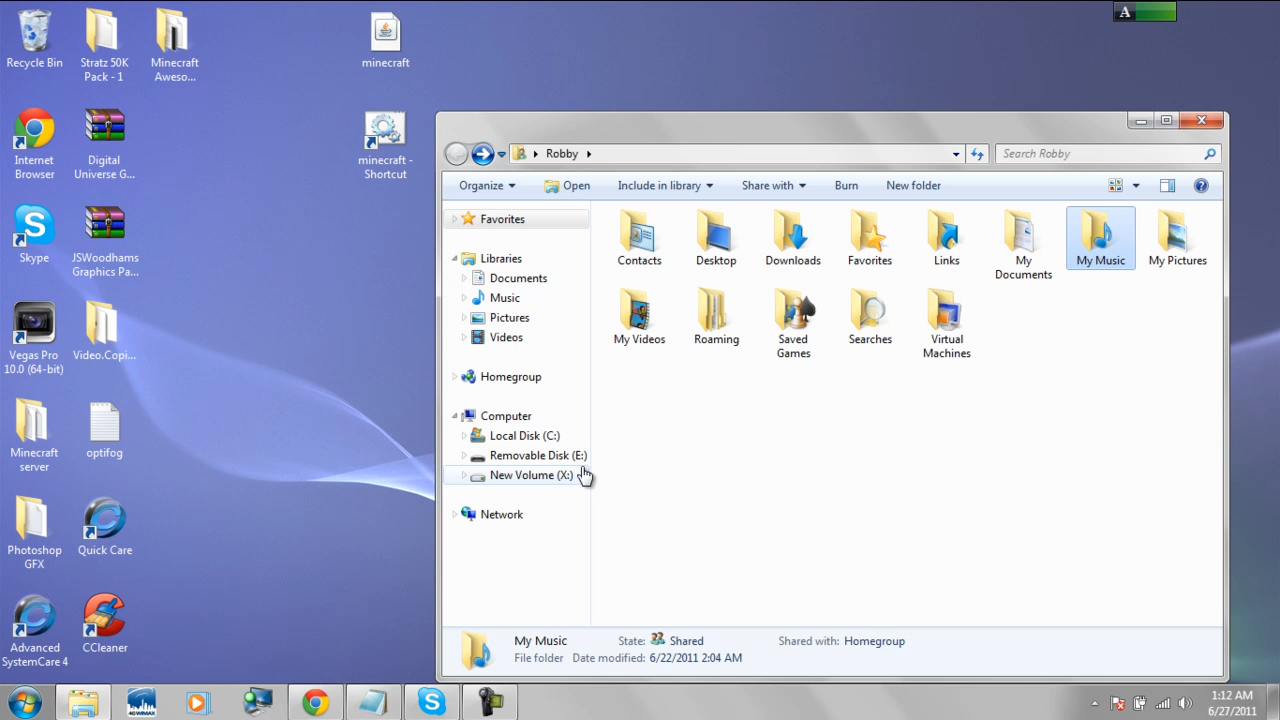 A
Recycle Bin
Stratz 50K
Pack - 1
Minecraft
Aweso...
minecraft
Internet
Browser
Digital
Universe G...
minecraft -
Shortcut
Skype
JSWoodhams
Graphics Pa...
Vegas Pro
10.0 (64-bit)
Video.Copi...
Minecraft
server
optifog
Photoshop
GFX
Quick Care
Advanced
SystemCare 4
CCleaner
Robby
Search Robby
Organize
Open
Include in library
Share with
Burn
New folder
Favorites
Libraries
Documents
Music
Pictures
Videos
Homegroup
Computer
Local Disk (C:)
Removable Disk (E:)
New Volume (X:)
Network
Contacts
Desktop
Downloads
Favorites
Links
My
Documents
My Music
My Pictures
My Videos
Roaming
Saved
Games
Searches
Virtual
Machines
My Music State: Shared Shared with: Homegroup
File folder Date modified: 6/22/2011 2:04 AM
4GWIMAX
1:12 AM
6/27/2011